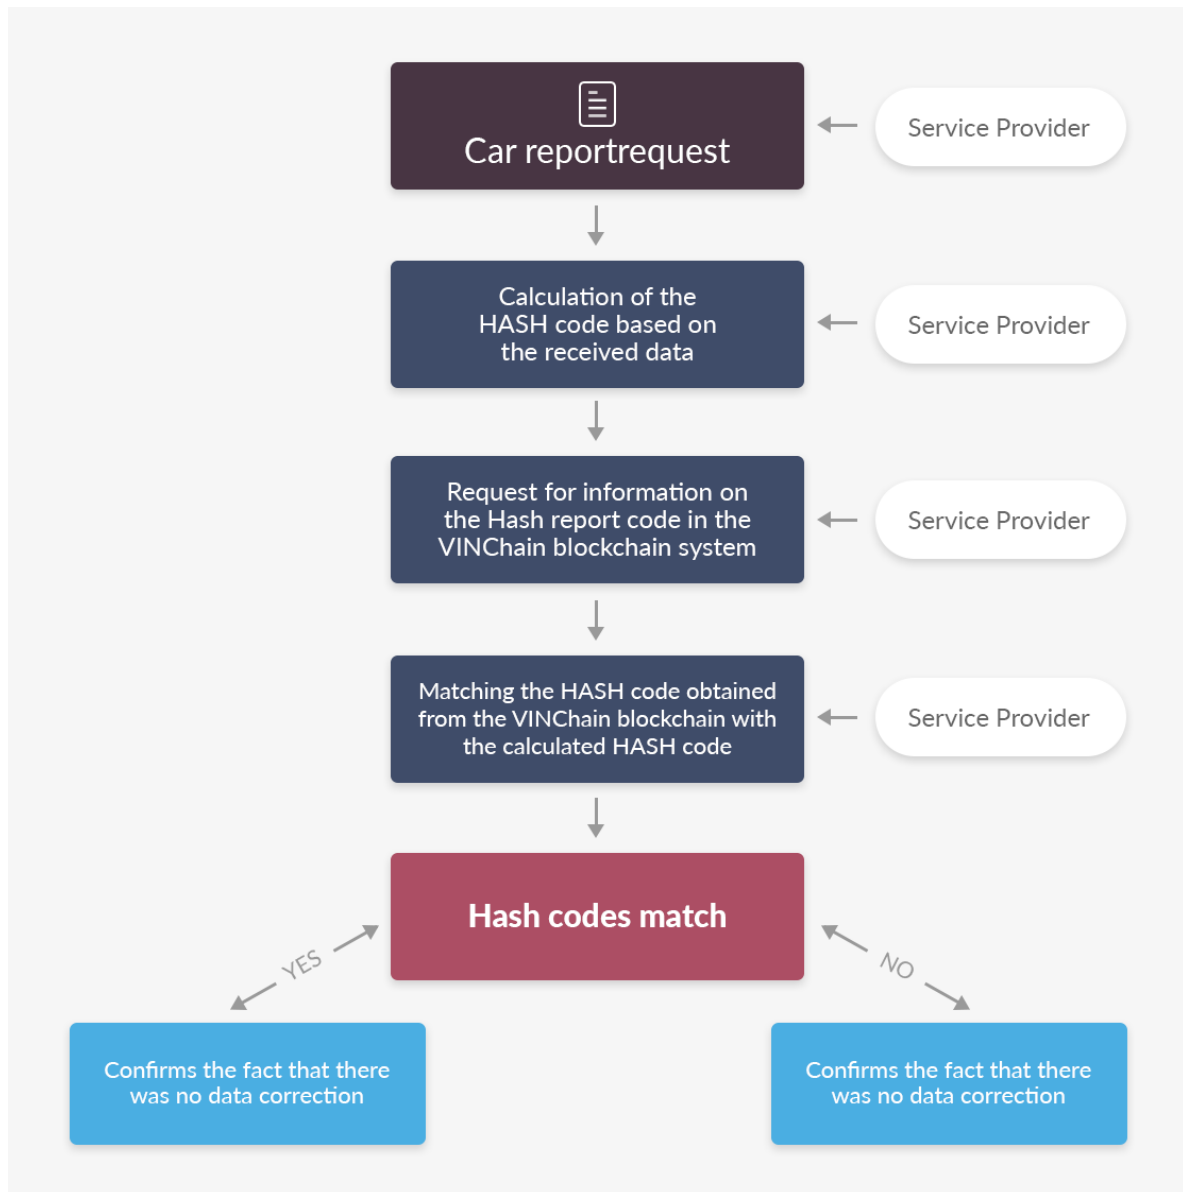 Car reportrequest
Service Provider
Calculation of the
HASH code based on
the received data
Service Provider
Request for information on
the Hash report code in the
VINChain blockchain system
Service Provider
Matching the HASH code obtained
from the VINChain blockchain with
the calculated HASH code
Service Provider
Hash codes match
YES
NO
Confirms the fact that there
was no data correction
Confirms the fact that there
was no data correction